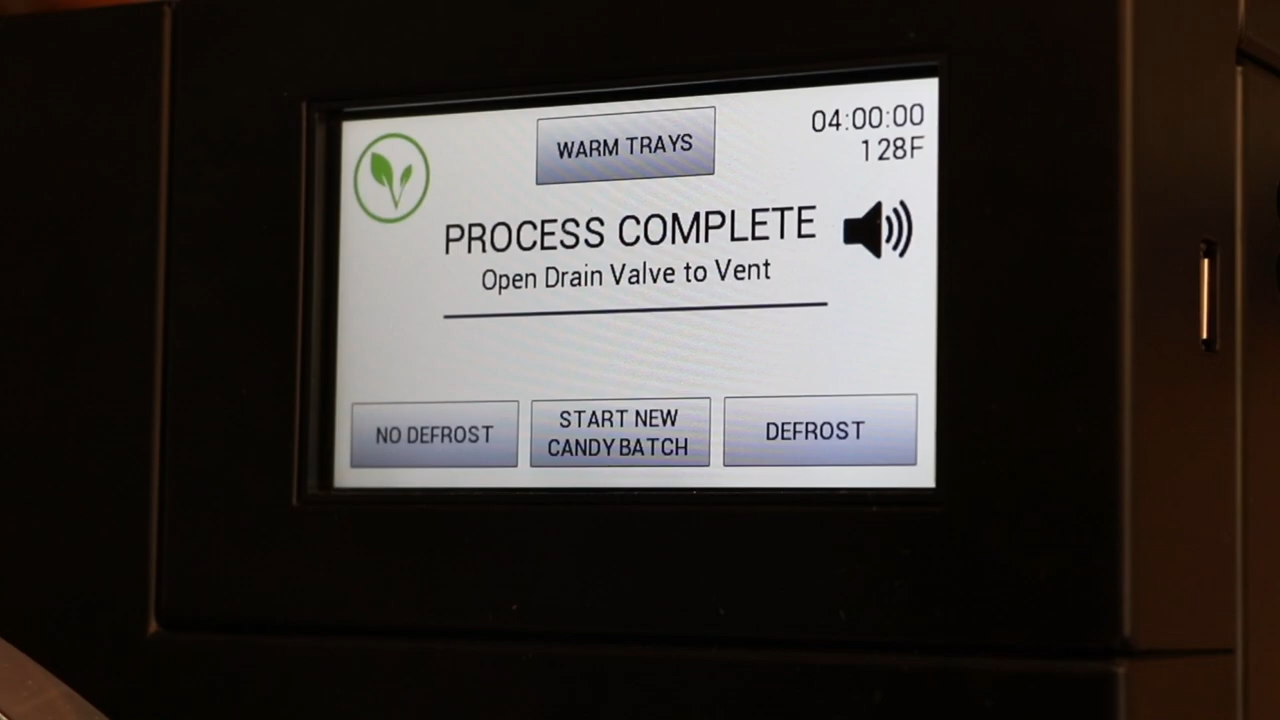 WARM TRAYS
04:00:00
128F
PROCESS COMPLETE
Open Drain Valve to Vent
NO DEFROST
START NEW
CANDY BATCH
DEFROST